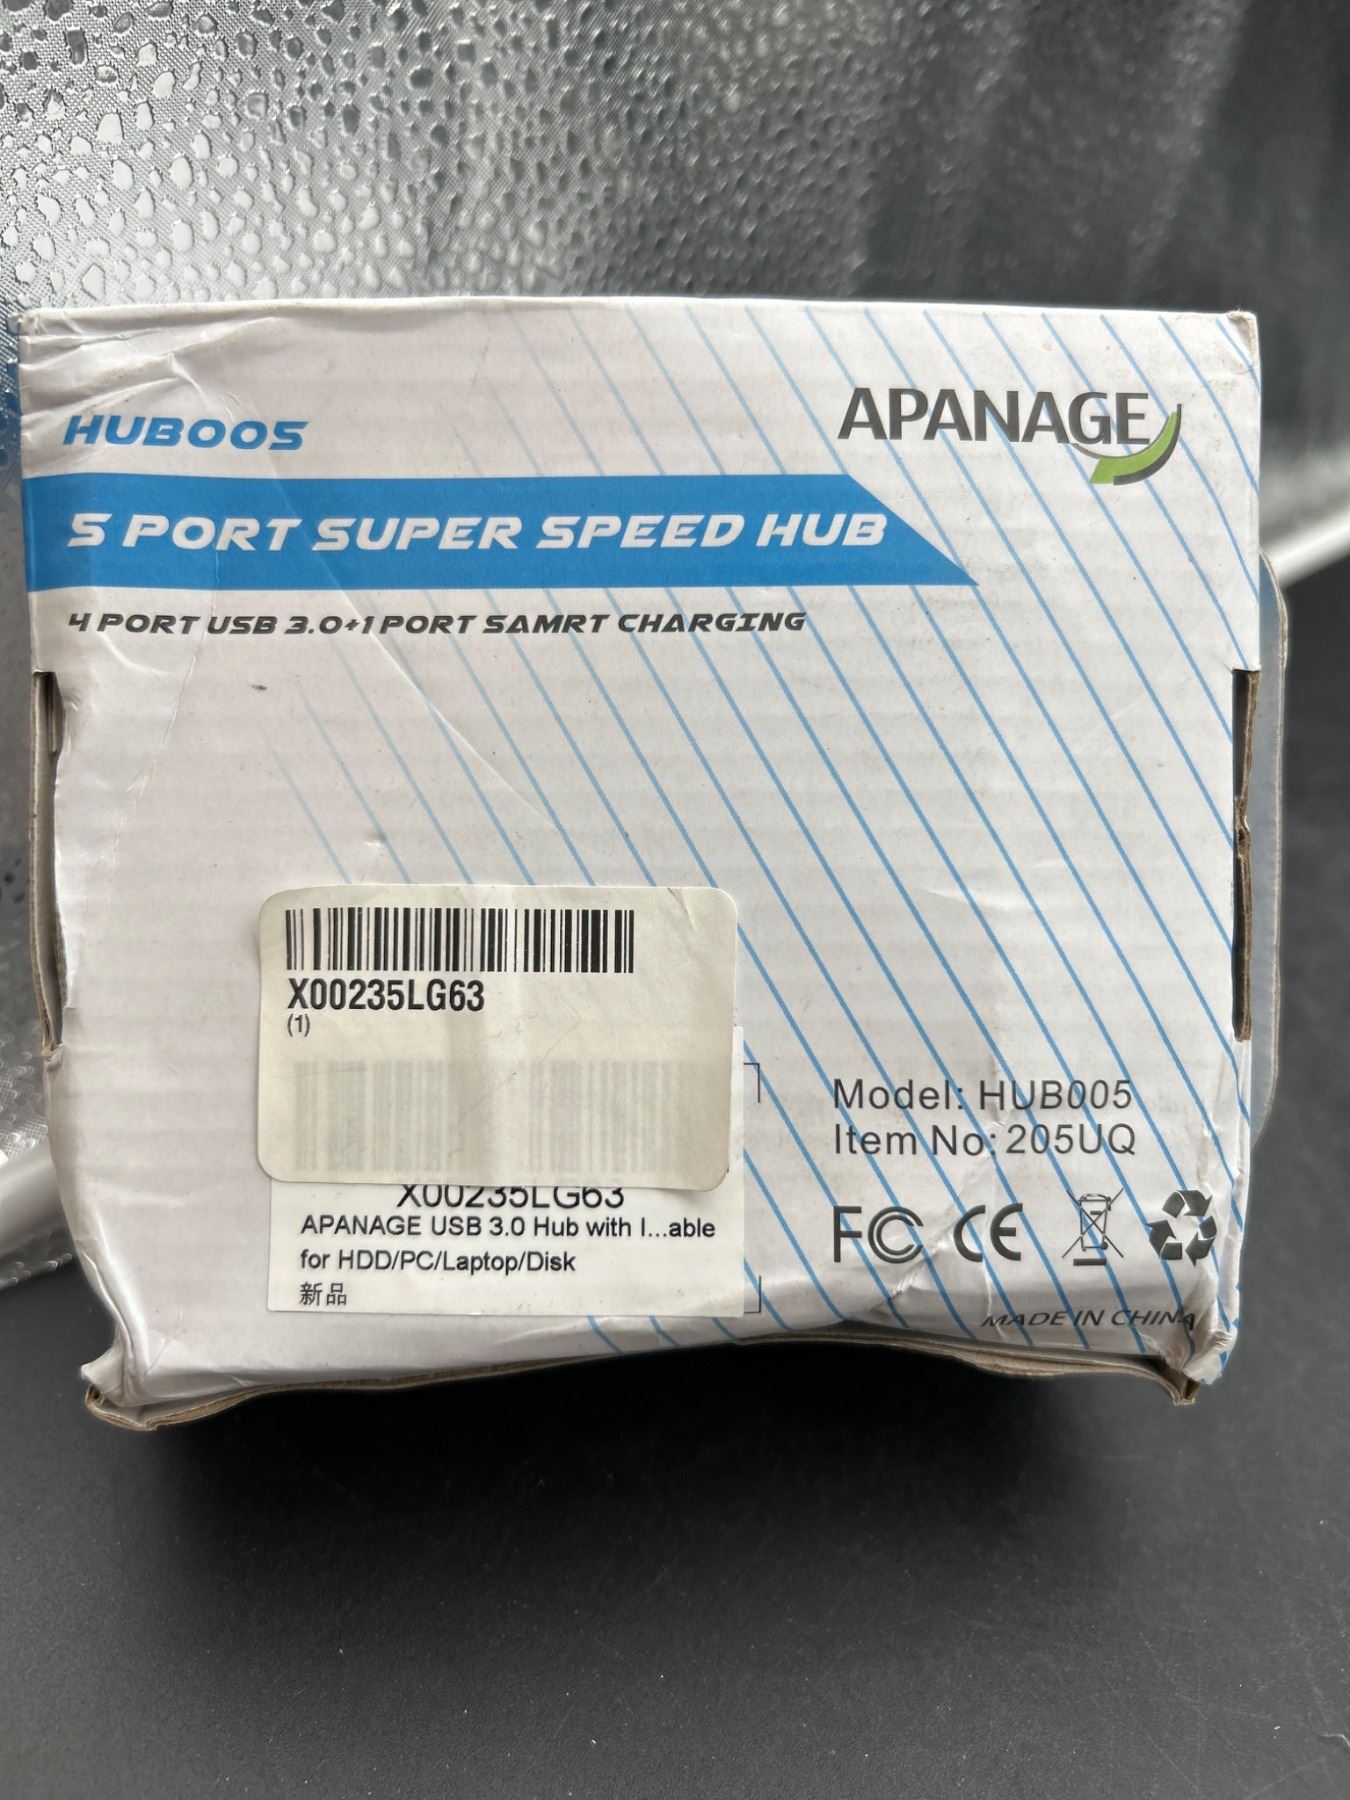 HUB005
APANAGE
5 PORT SUPER SPEED HUB
4 PORT USB 3.0+1 PORT SAMRT CHARGING
X00235LG63
(1)
X00235LG63
APANAGE USB 3.0 Hub with I...able
for HDD/PC/Laptop/Disk
新品
Model: HUB005
Item No: 205UQ
FC CE
MADE IN CHINA